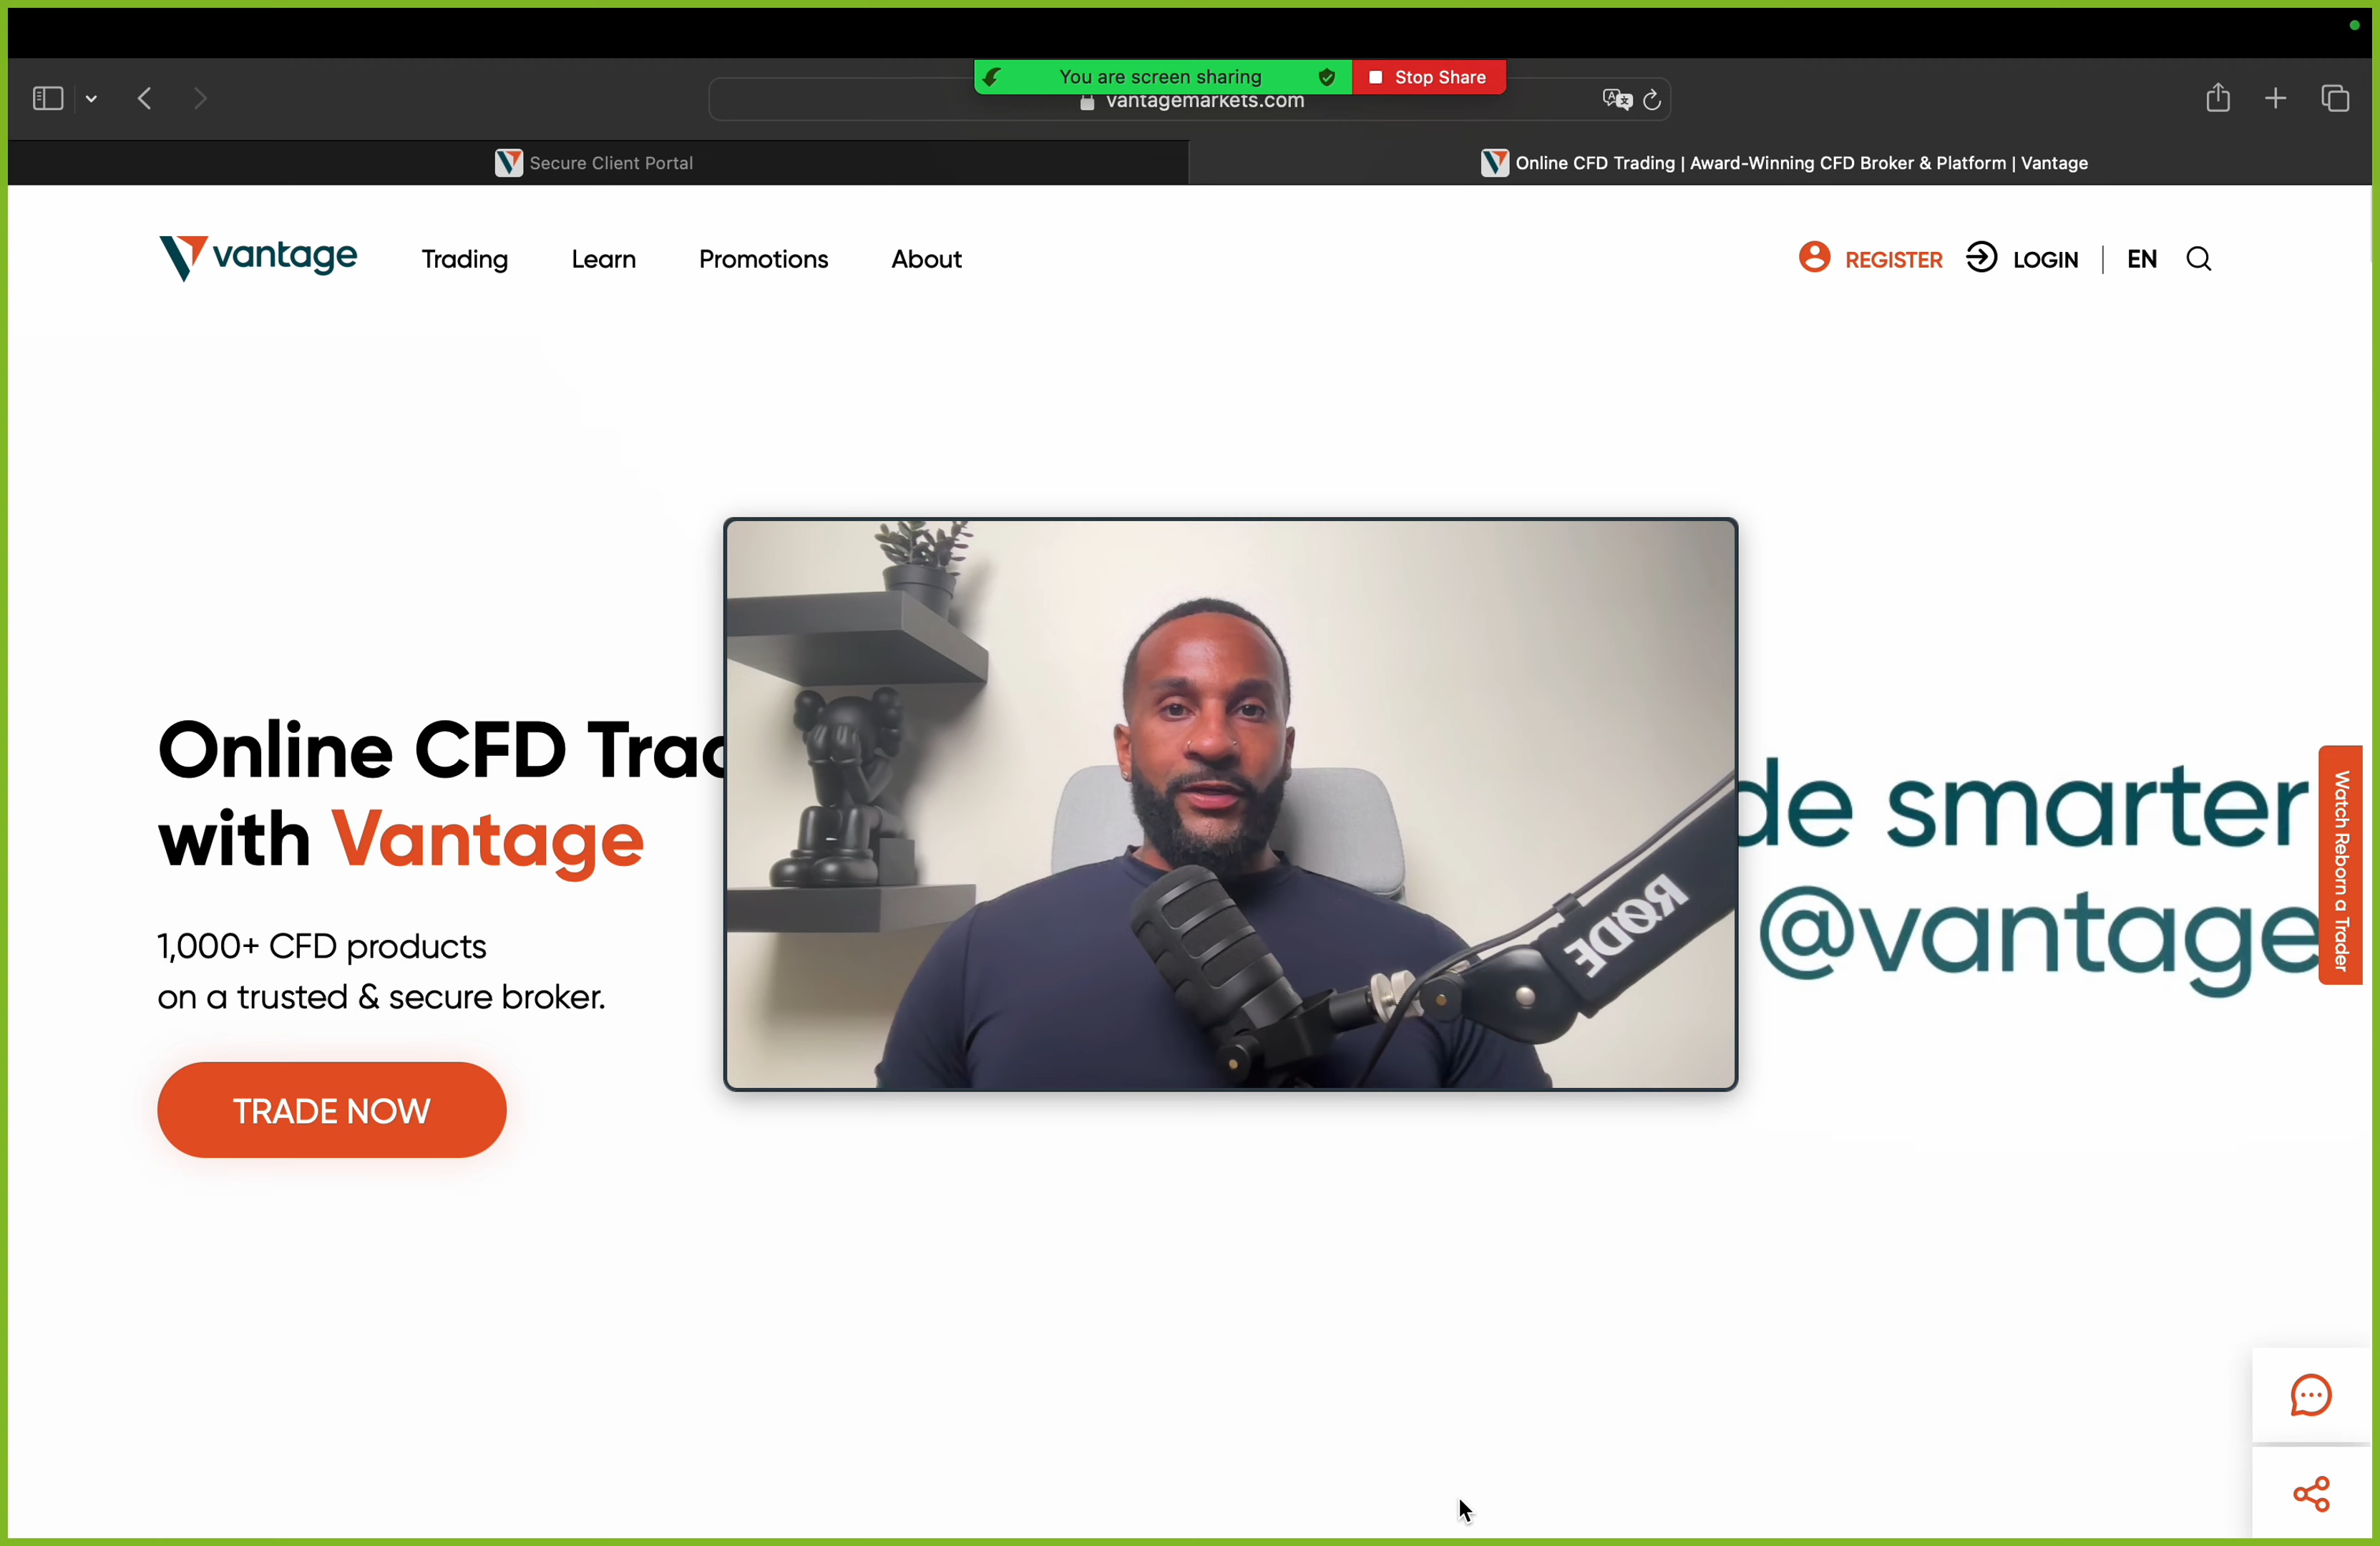 You are screen sharing
Stop Share
vantagemarkets.com
Secure Client Portal
Online CFD Trading | Award-Winning CFD Broker & Platform | Vantage
vantage
Trading
Learn
Promotions
About
REGISTER
LOGIN
EN
Online CFD Trad
with Vantage
1,000+ CFD products
on a trusted & secure broker.
TRADE NOW
RØDE
de smarter
@vantage
Watch Reborn a Trader